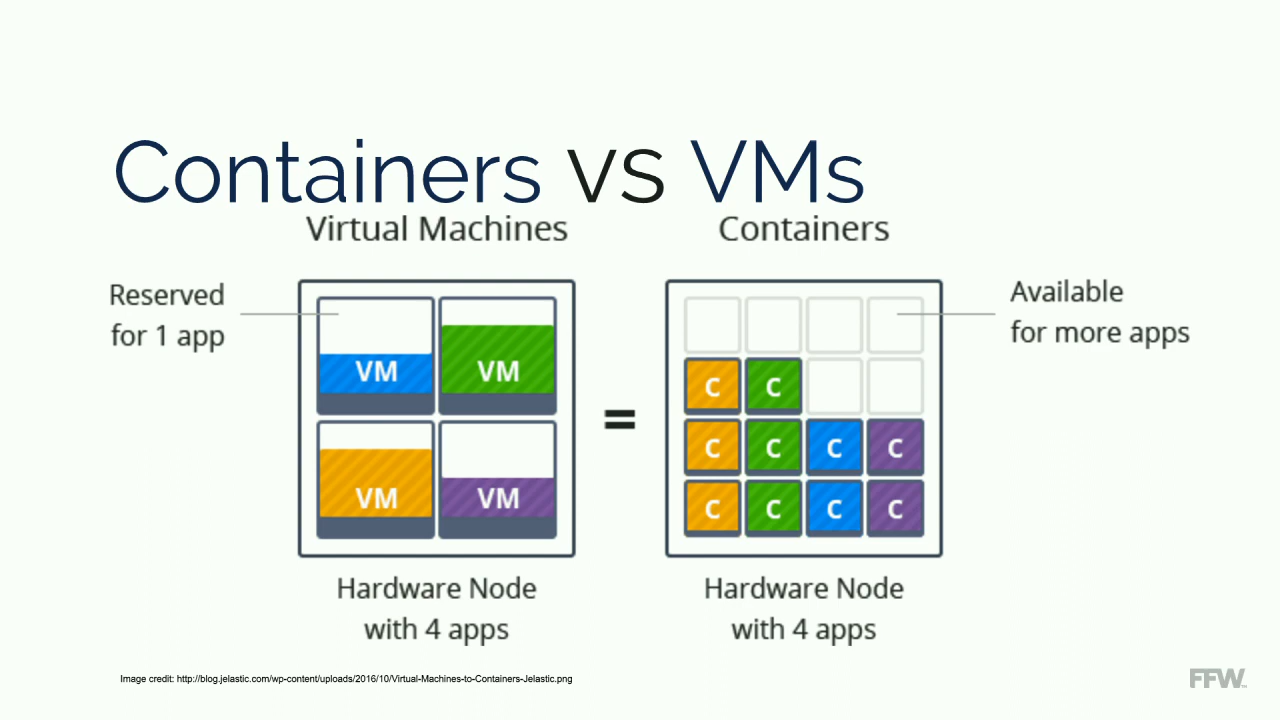 Containers vs VMs
Virtual Machines
Containers
Reserved
for 1 app
Available
for more apps
VM
VM
VM
VM
=
C
C
C
C
C
C
C
C
C
C
Hardware Node
with 4 apps
Hardware Node
with 4 apps
Image credit: http://blog.jelastic.com/wp-content/uploads/2016/10/Virtual-Machines-to-Containers-Jelastic.png
FFW